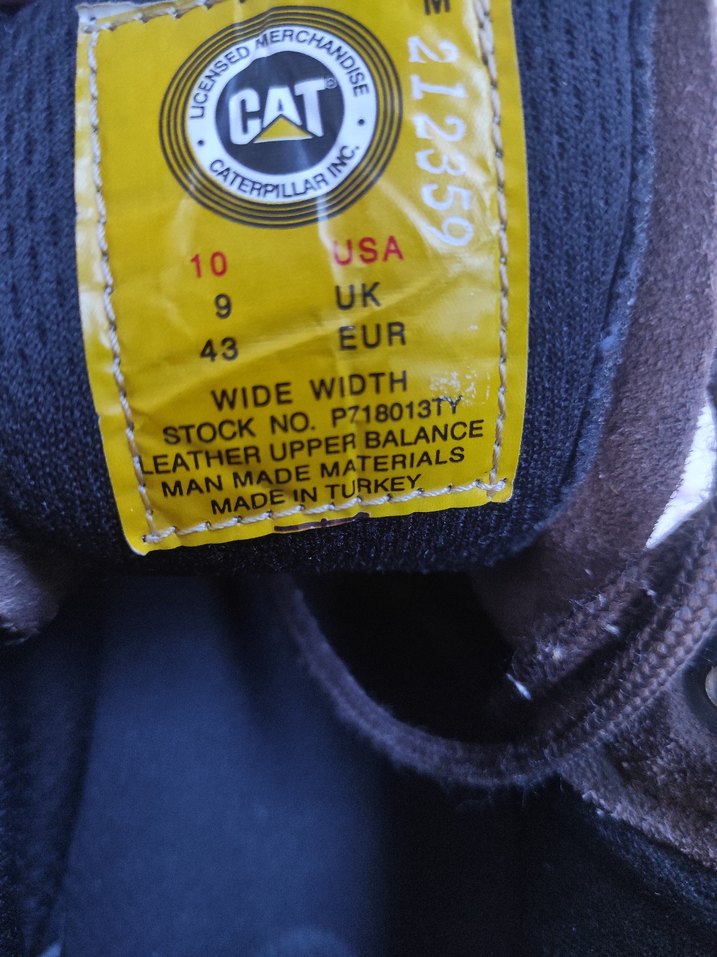 LICENSED MERCHANDISE
CAT®
CATERPILLAR INC.
M 212359
10 USA
9 UK
43 EUR
WIDE WIDTH
STOCK NO. P718013TY
LEATHER UPPER BALANCE
MAN MADE MATERIALS
MADE IN TURKEY